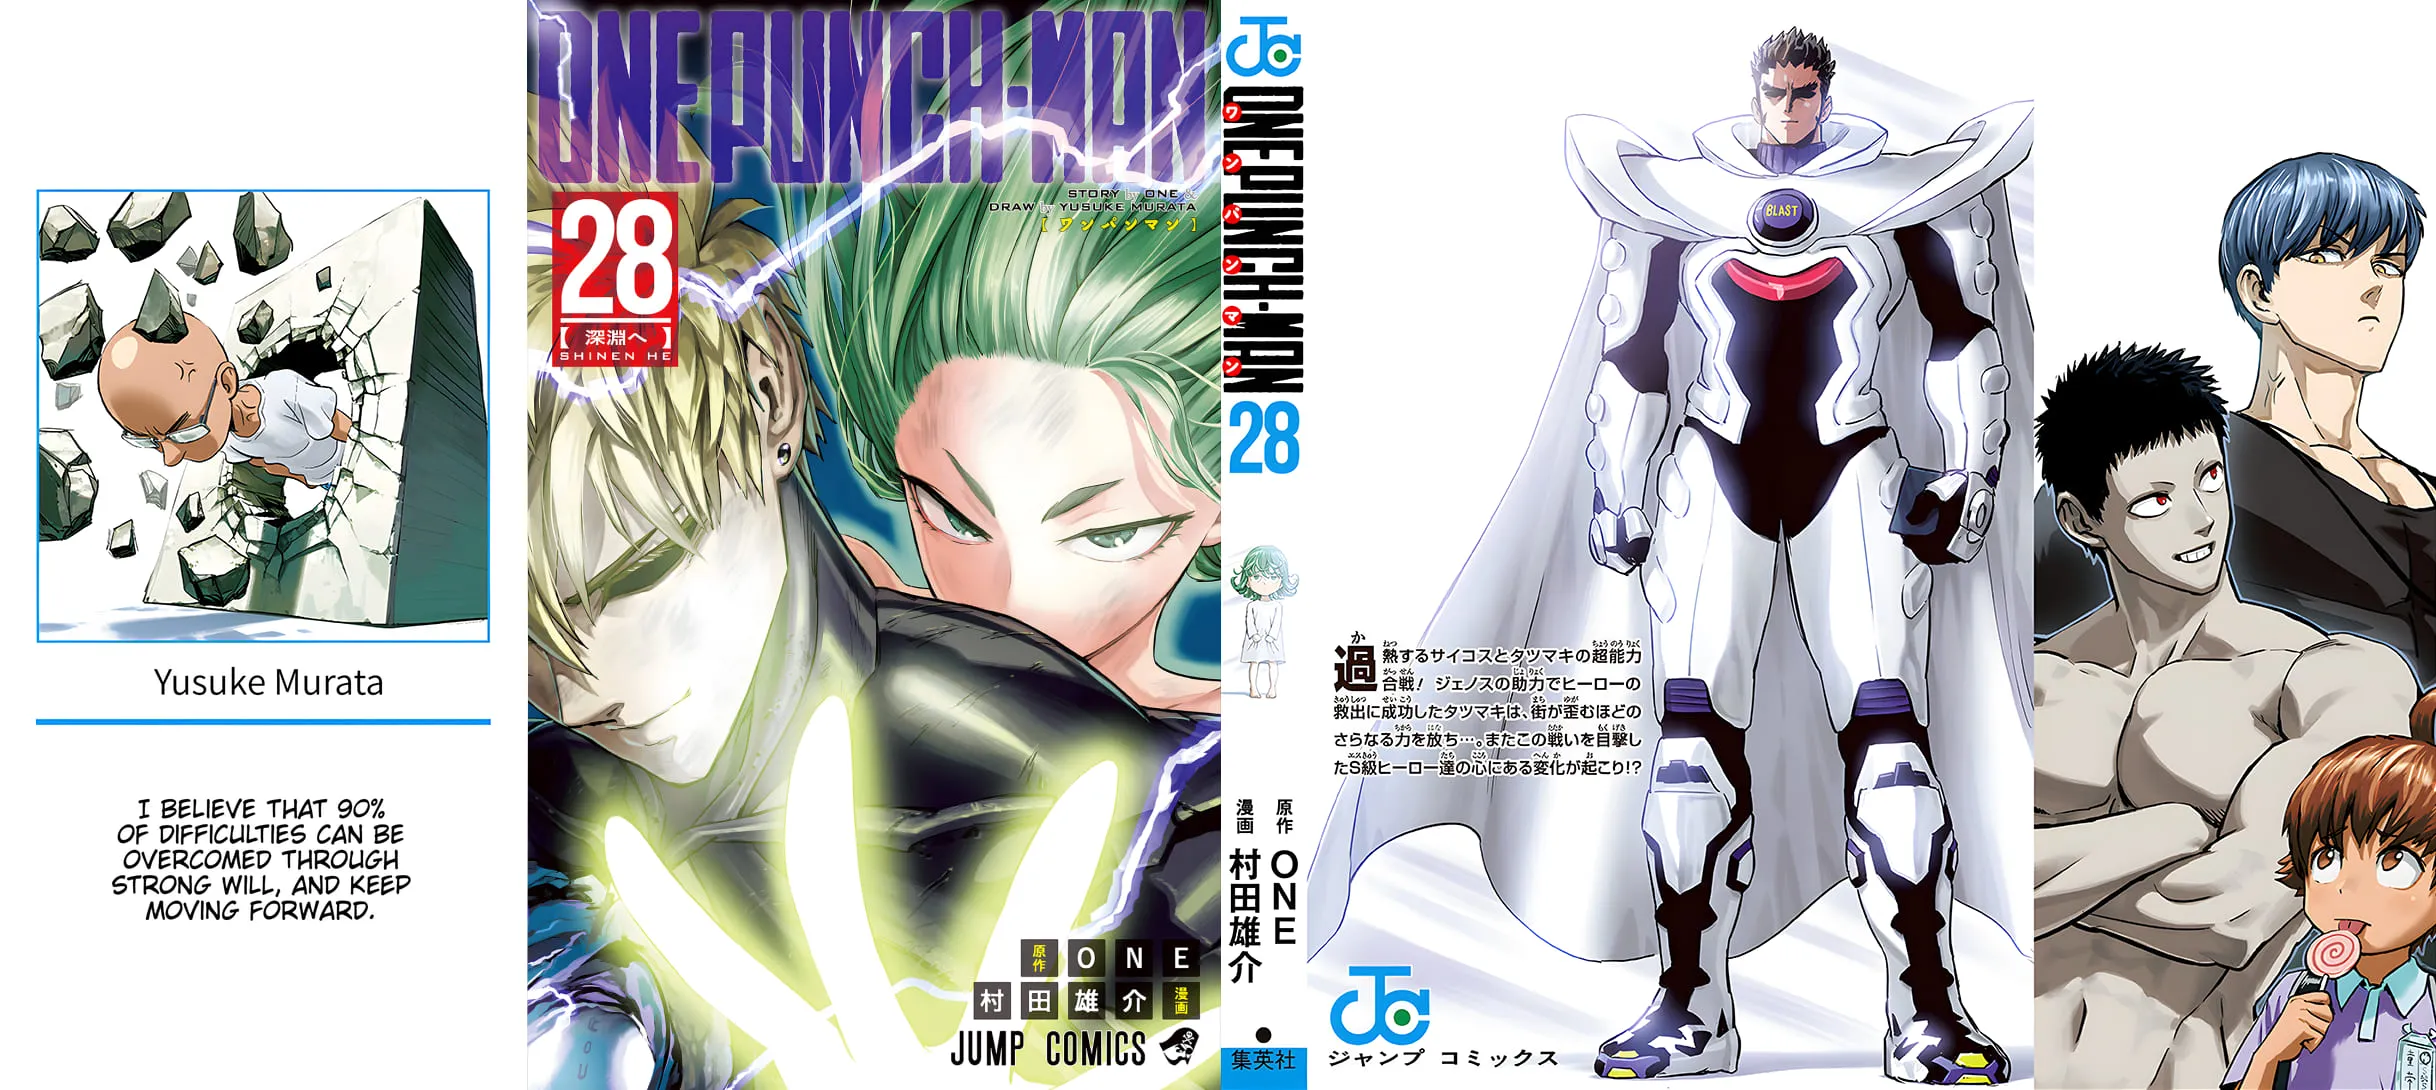 Yusuke Murata
I BELIEVE THAT 90%
OF DIFFICULTIES CAN BE
OVERCOMED THROUGH
STRONG WILL, AND KEEP
MOVING FORWARD.
ONEPUNCH-MAN
STORY by ONE &
DRAW by YUSUKE MURATA
【ワンパンマン】
28
【深淵へ】
SHINEN HE
原作 ONE
村田雄介 漫画
JUMP COMICS
JC
ONEPUNCH-MAN
ワンパンマン
28
原作 ONE
漫画 村田雄介
集英社
BLAST
過熱するサイコスとタツマキの超能力
合戦！ ジェノスの助力でヒーローの
救出に成功したタツマキは、街が歪むほどの
さらなる力を放ち…。またこの戦いを目撃し
たS級ヒーロー達の心にある変化が起こり!?
JC
ジャンプ コミックス